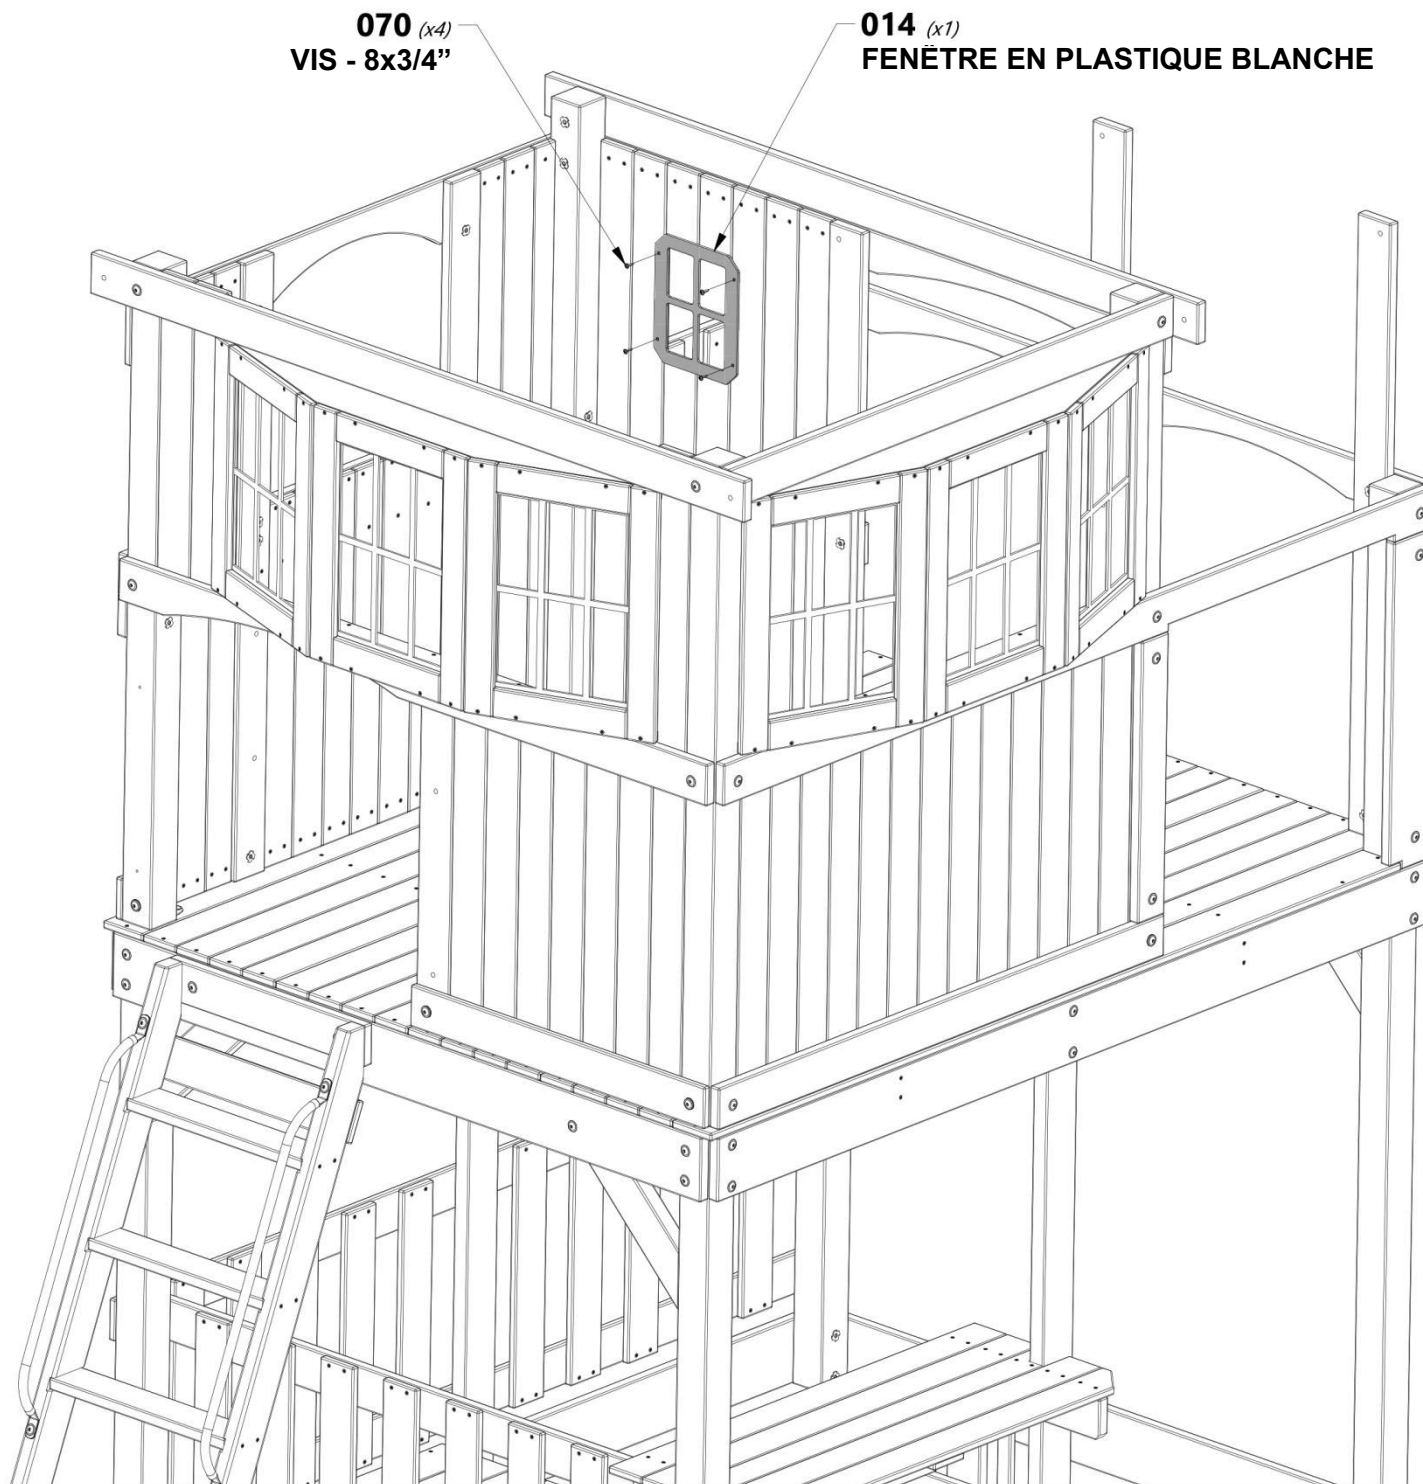 070 (x4)
VIS - 8x3/4”
014 (x1)
FENÊTRE EN PLASTIQUE BLANCHE